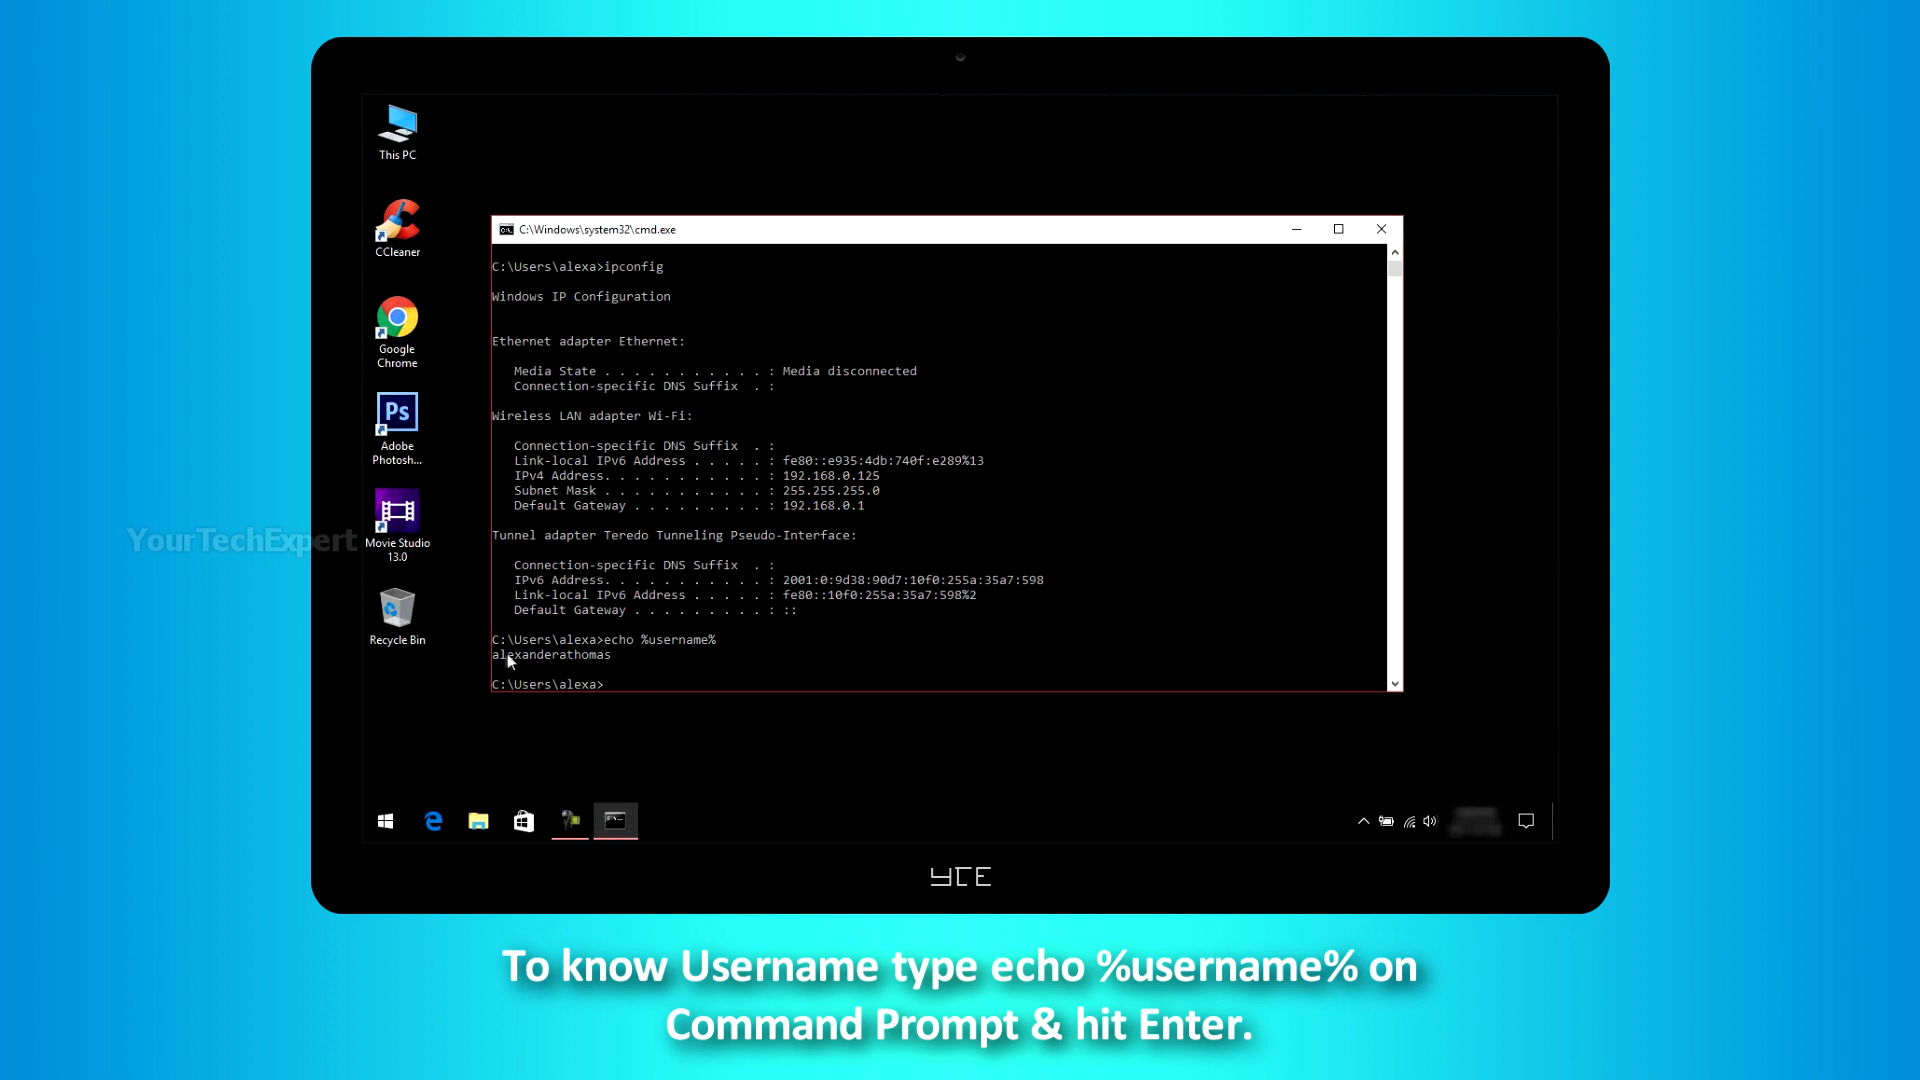 This PC
CCleaner
Google
Chrome
Ps
Adobe
Photosh...
Movie Studio
13.0
Recycle Bin
YourTechExpert
C:\Windows\system32\cmd.exe
C:\Users\alexa>ipconfig
Windows IP Configuration
Ethernet adapter Ethernet:
Media State . . . . . . . . . . . : Media disconnected
Connection-specific DNS Suffix . :
Wireless LAN adapter Wi-Fi:
Connection-specific DNS Suffix . :
Link-local IPv6 Address . . . . . : fe80::e935:4db:740f:e289%13
IPv4 Address. . . . . . . . . . . : 192.168.0.125
Subnet Mask . . . . . . . . . . . : 255.255.255.0
Default Gateway . . . . . . . . . : 192.168.0.1
Tunnel adapter Teredo Tunneling Pseudo-Interface:
Connection-specific DNS Suffix . :
IPv6 Address. . . . . . . . . . . : 2001:0:9d38:90d7:10f0:255a:35a7:598
Link-local IPv6 Address . . . . . : fe80::10f0:255a:35a7:598%2
Default Gateway . . . . . . . . . : ::
C:\Users\alexa>echo %username%
alexanderathomas
C:\Users\alexa>
YTE
To know Username type echo %username% on
Command Prompt & hit Enter.